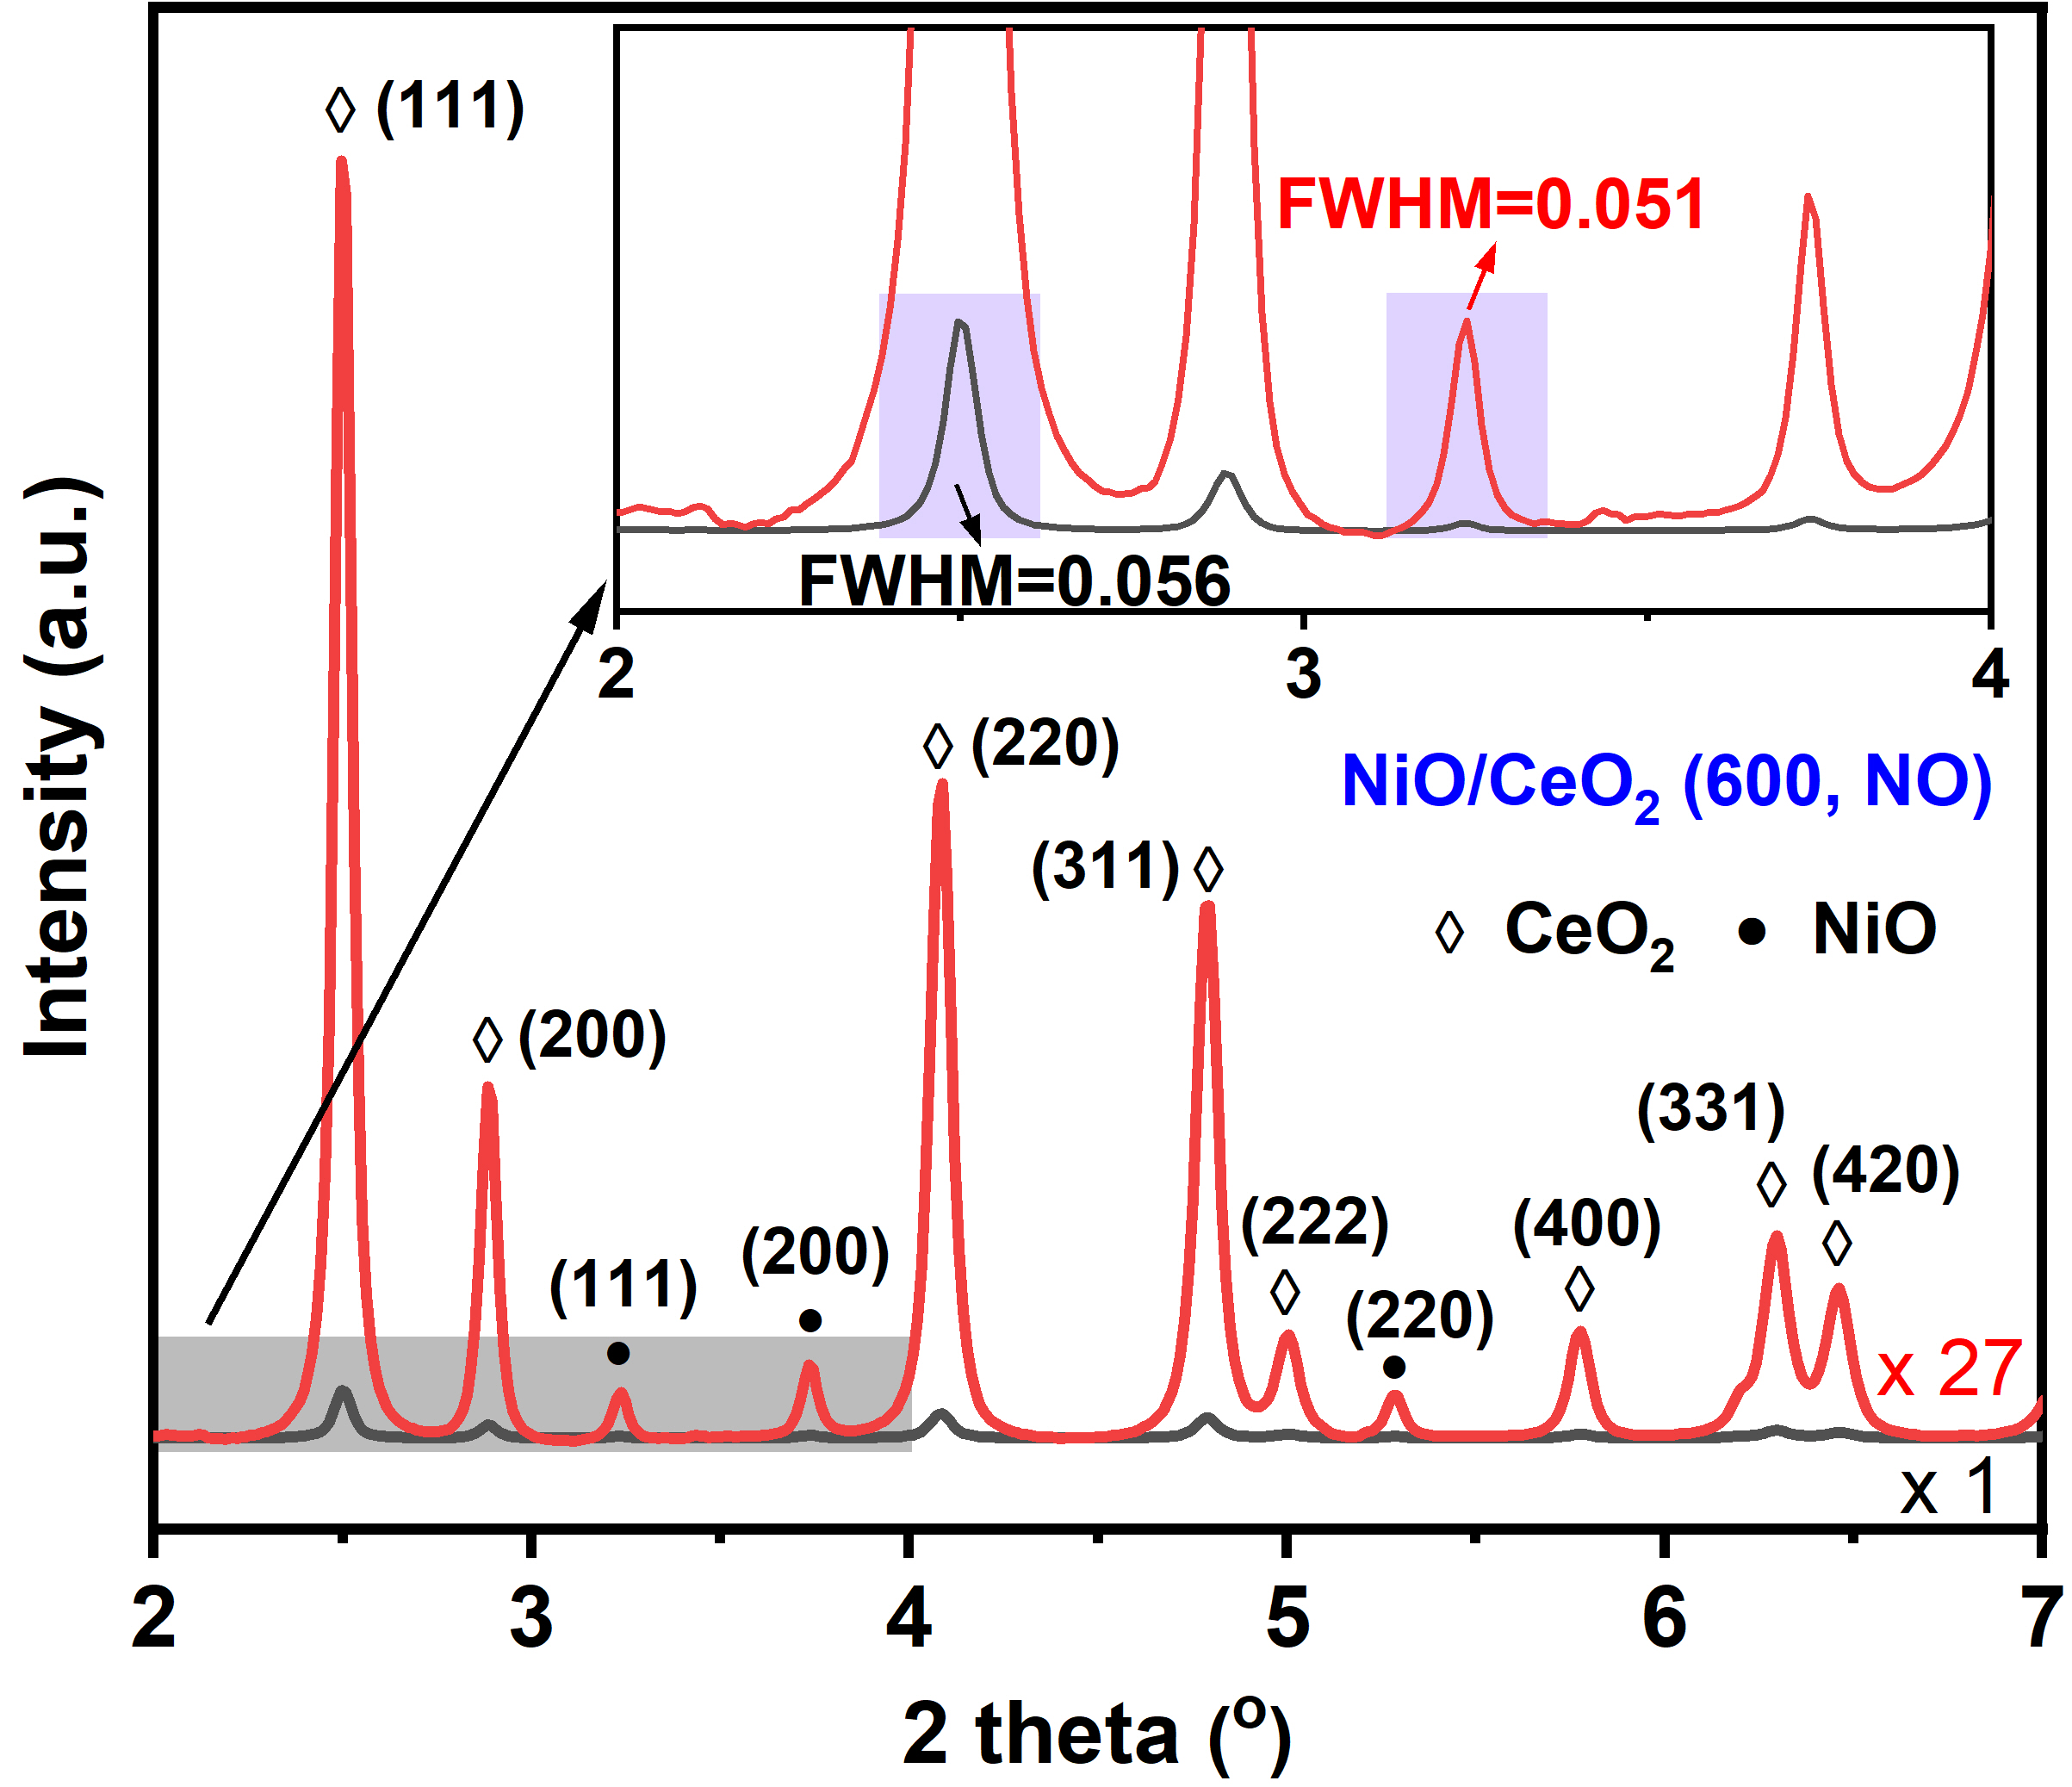 ◊ (111)
FWHM=0.051
FWHM=0.056
2 3 4
◊ (220)
NiO/CeO₂ (600, NO)
(311) ◊
◊ CeO₂ ● NiO
◊ (200)
(331)
◊ (420)
(222)
(400)
(200)
(111)
(220)
x 27
x 1
2 3 4 5 6 7
2 theta (°)
Intensity (a.u.)